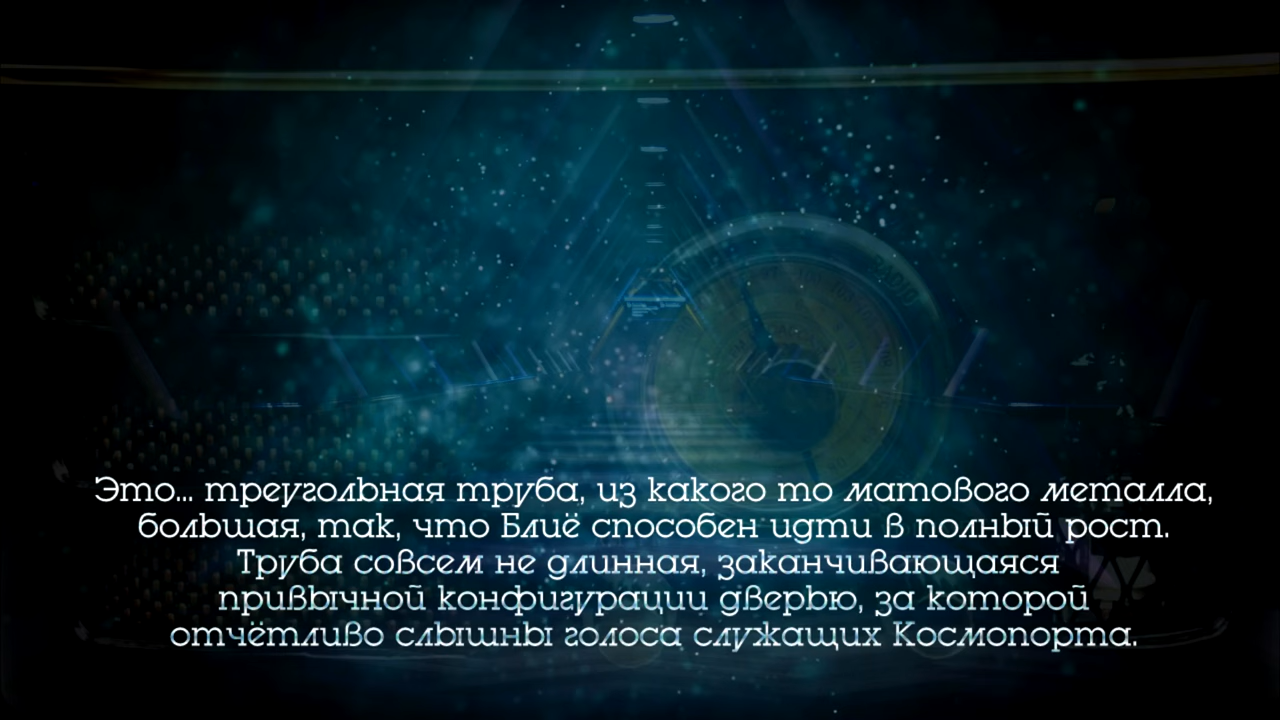 Это... треугольная труба, из какого то матового металла,
большая, так, что Блиё способен идти в полный рост.
Труба совсем не длинная, заканчивающаяся
привычной конфигурации дверью, за которой
отчётливо слышны голоса служащих Космопорта.